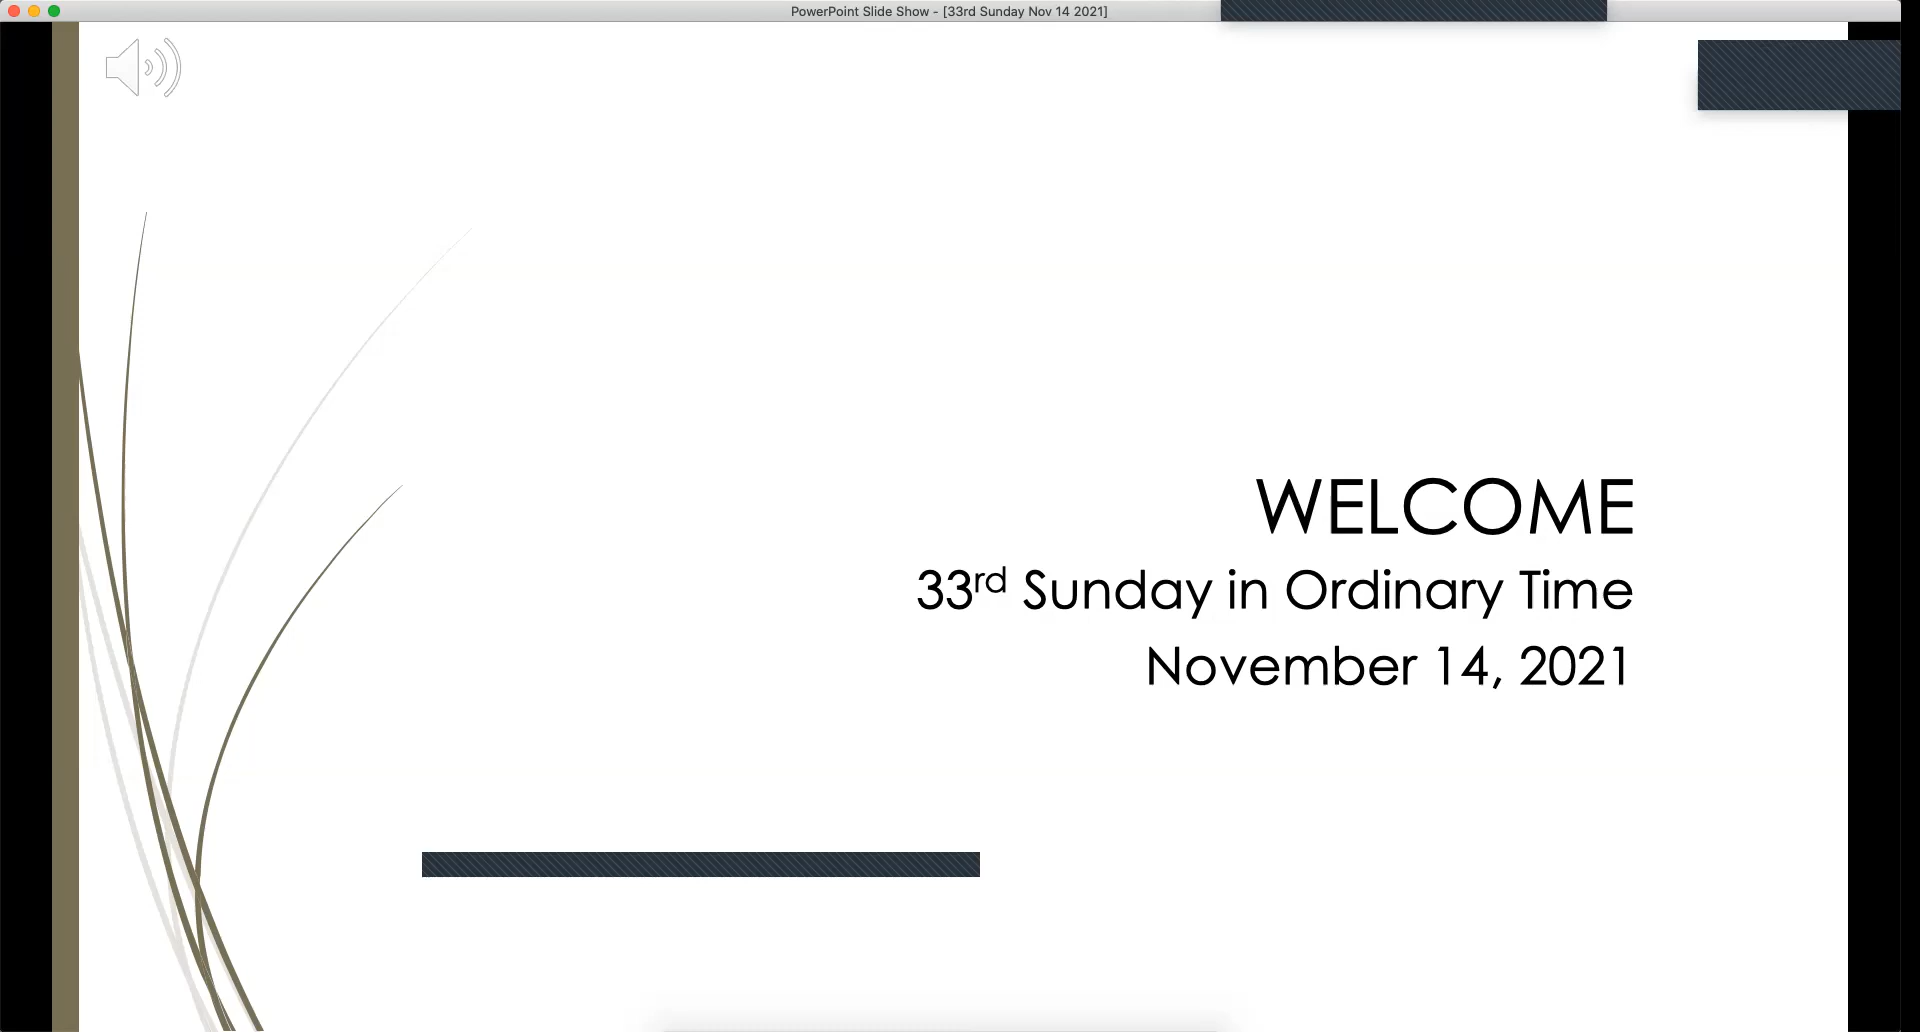 PowerPoint Slide Show - [33rd Sunday Nov 14 2021]
WELCOME
33rd Sunday in Ordinary Time
November 14, 2021